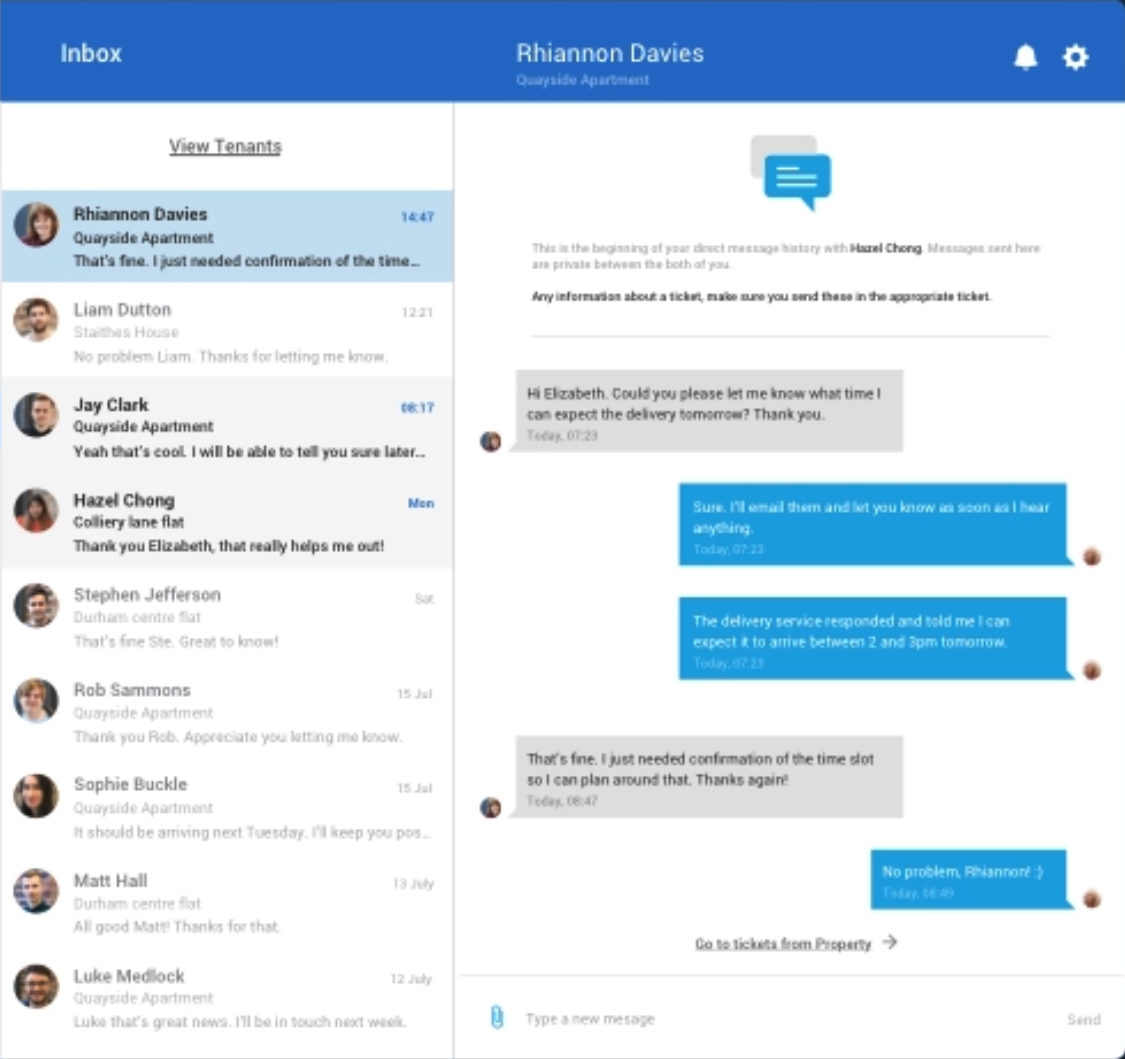 Inbox
Rhiannon Davies
Quayside Apartment
View Tenants
Rhiannon Davies
14:47
Quayside Apartment
That's fine. I just needed confirmation of the time...
Liam Dutton
12:21
Staithes House
No problem Liam. Thanks for letting me know.
Jay Clark
08:17
Quayside Apartment
Yeah that's cool. I will be able to tell you sure later...
Hazel Chong
Mon
Colliery lane flat
Thank you Elizabeth, that really helps me out!
Stephen Jefferson
Sat
Durham centre flat
That's fine Ste. Great to know!
Rob Sammons
15 Jul
Quayside Apartment
Thank you Rob. Appreciate you letting me know.
Sophie Buckle
15 Jul
Quayside Apartment
It should be arriving next Tuesday. I'll keep you pos...
Matt Hall
13 July
Durham centre flat
All good Matt! Thanks for that.
Luke Medlock
12 July
Quayside Apartment
Luke that's great news. I'll be in touch next week.
This is the beginning of your direct message history with Hazel Chong. Messages sent here
are private between the both of you.
Any information about a ticket, make sure you send these in the appropriate ticket.
Hi Elizabeth. Could you please let me know what time I
can expect the delivery tomorrow? Thank you.
Today, 07:23
Sure. I'll email them and let you know as soon as I hear
anything.
Today, 07:23
The delivery service responded and told me I can
expect it to arrive between 2 and 3pm tomorrow.
Today, 07:23
That's fine. I just needed confirmation of the time slot
so I can plan around that. Thanks again!
Today, 08:47
No problem, Rhiannon! :)
Today, 08:49
Go to tickets from Property →
Type a new mesage
Send